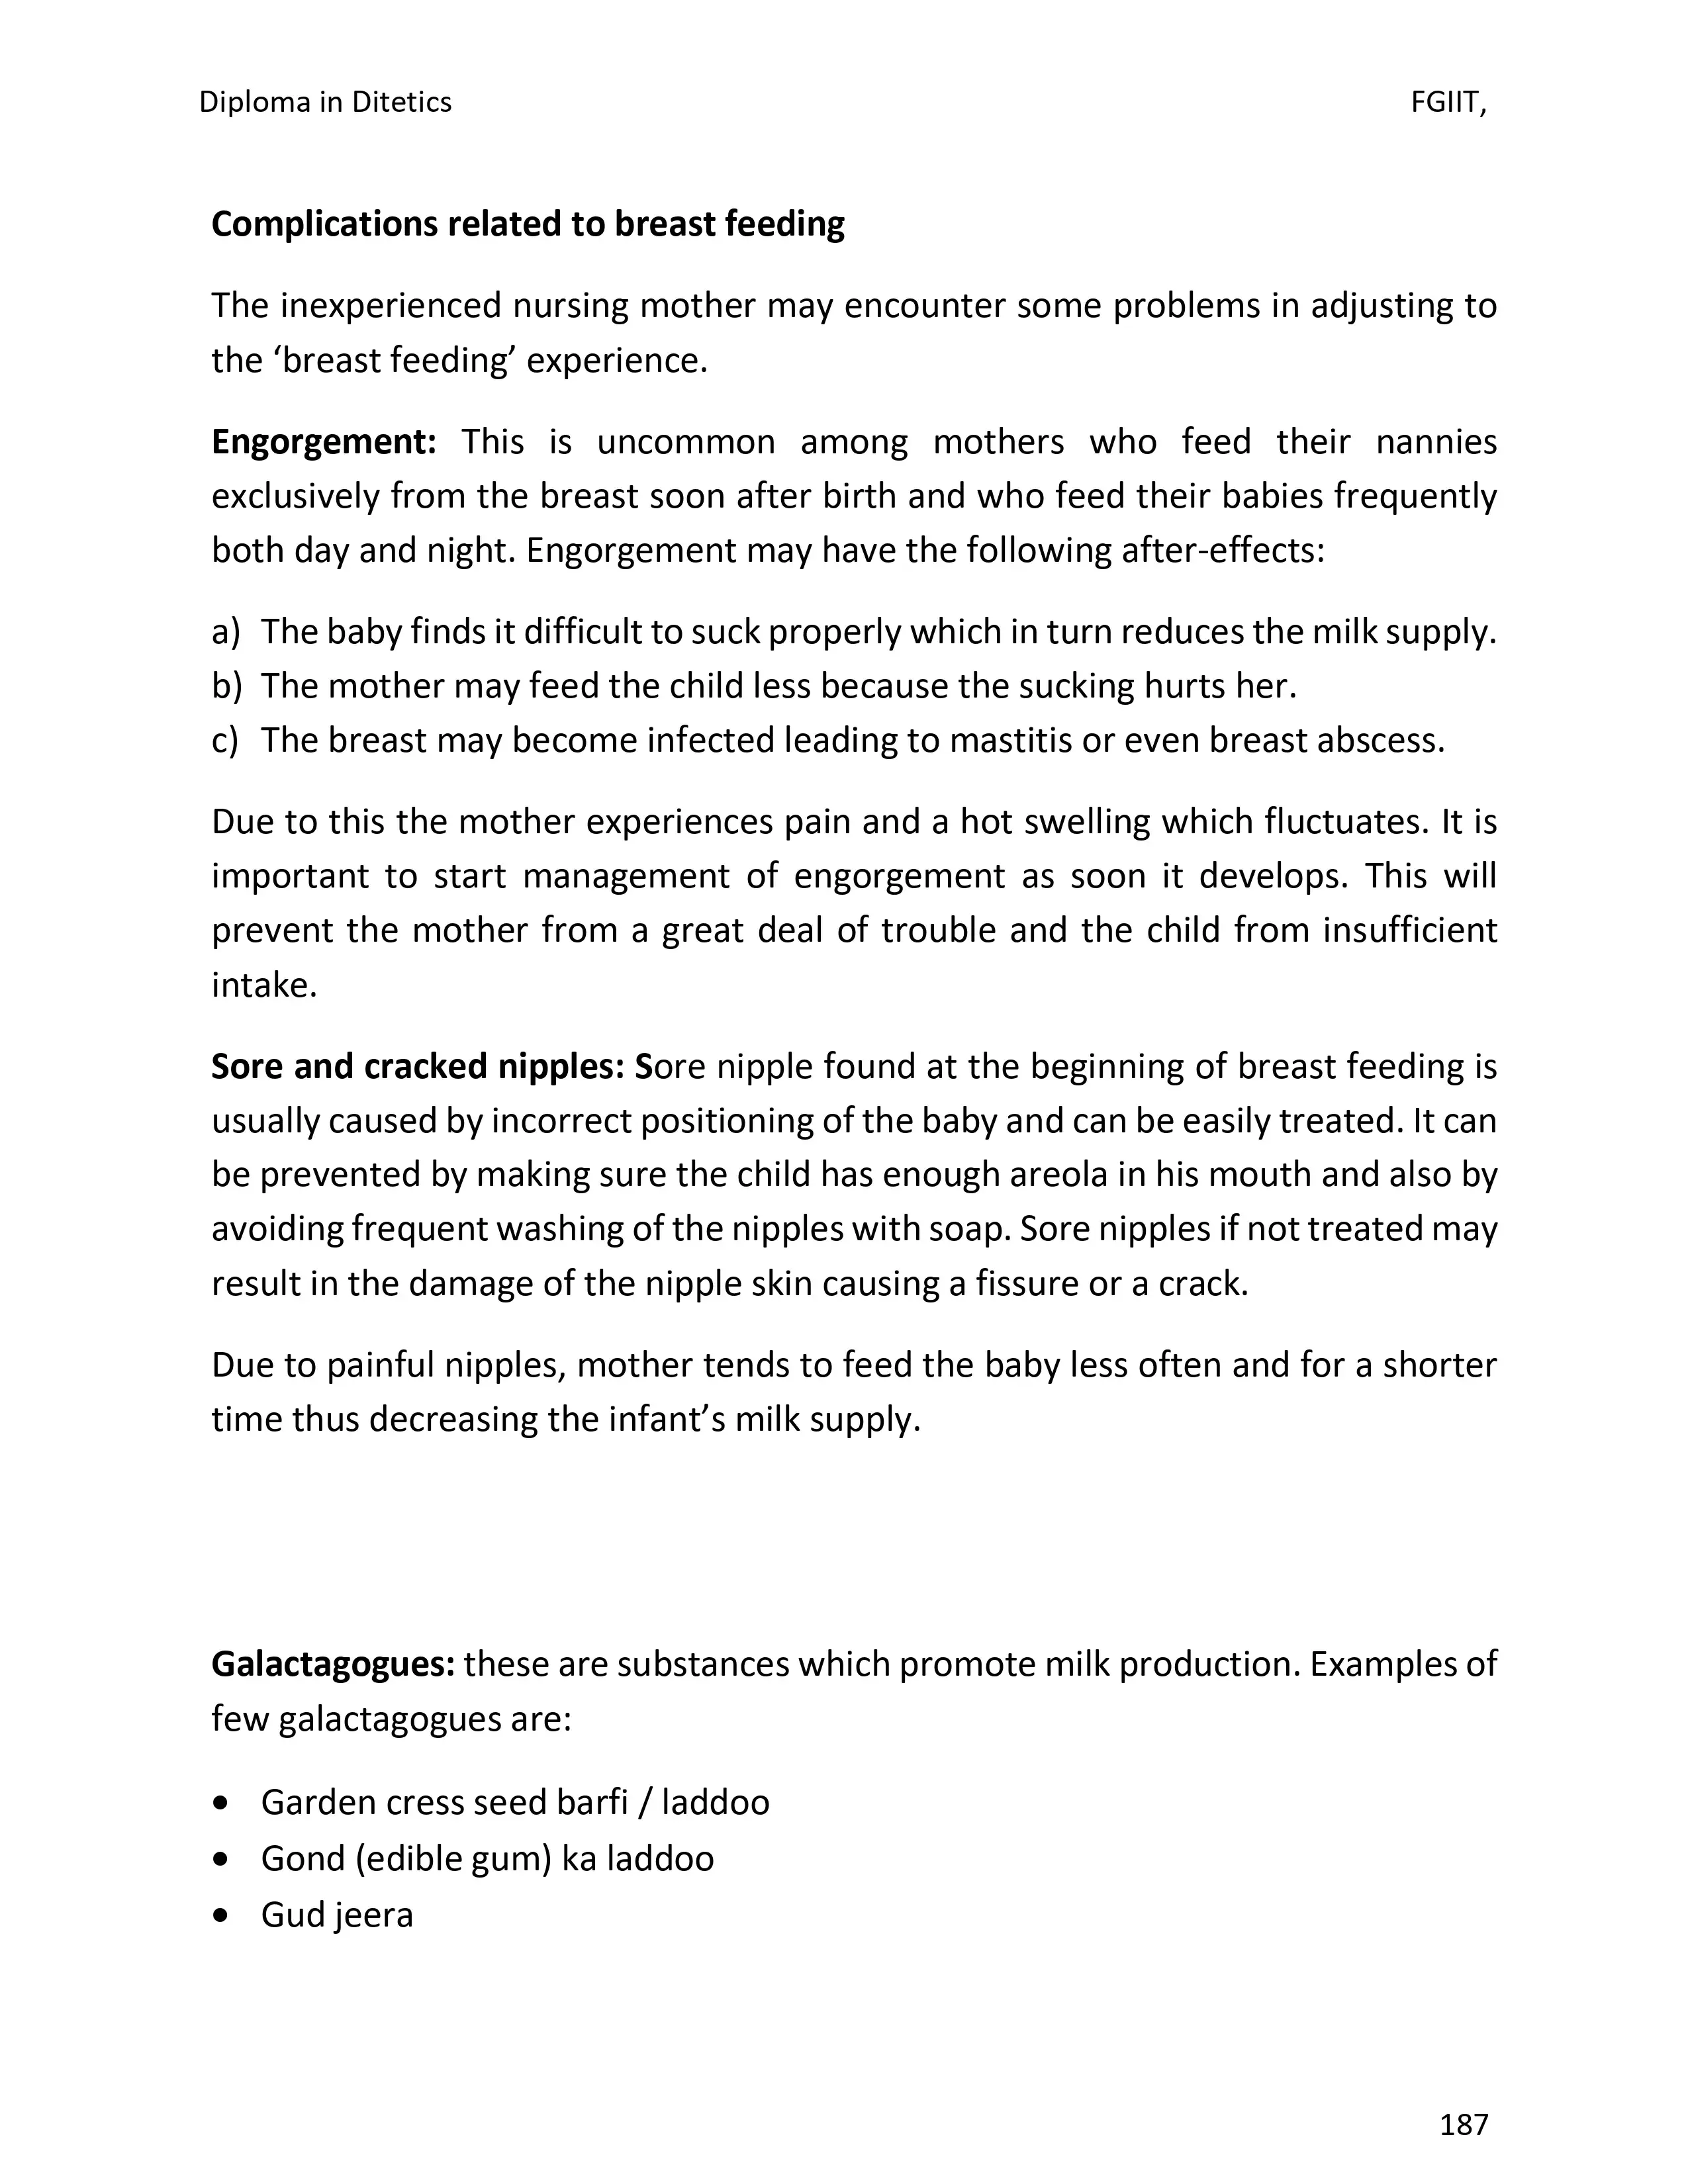 Diploma in Ditetics FGIIT,
Complications related to breast feeding
The inexperienced nursing mother may encounter some problems in adjusting to
the ‘breast feeding’ experience.
Engorgement: This is uncommon among mothers who feed their nannies
exclusively from the breast soon after birth and who feed their babies frequently
both day and night. Engorgement may have the following after-effects:
a) The baby finds it difficult to suck properly which in turn reduces the milk supply.
b) The mother may feed the child less because the sucking hurts her.
c) The breast may become infected leading to mastitis or even breast abscess.
Due to this the mother experiences pain and a hot swelling which fluctuates. It is
important to start management of engorgement as soon it develops. This will
prevent the mother from a great deal of trouble and the child from insufficient
intake.
Sore and cracked nipples: Sore nipple found at the beginning of breast feeding is
usually caused by incorrect positioning of the baby and can be easily treated. It can
be prevented by making sure the child has enough areola in his mouth and also by
avoiding frequent washing of the nipples with soap. Sore nipples if not treated may
result in the damage of the nipple skin causing a fissure or a crack.
Due to painful nipples, mother tends to feed the baby less often and for a shorter
time thus decreasing the infant’s milk supply.
Galactagogues: these are substances which promote milk production. Examples of
few galactagogues are:
• Garden cress seed barfi / laddoo
• Gond (edible gum) ka laddoo
• Gud jeera
187